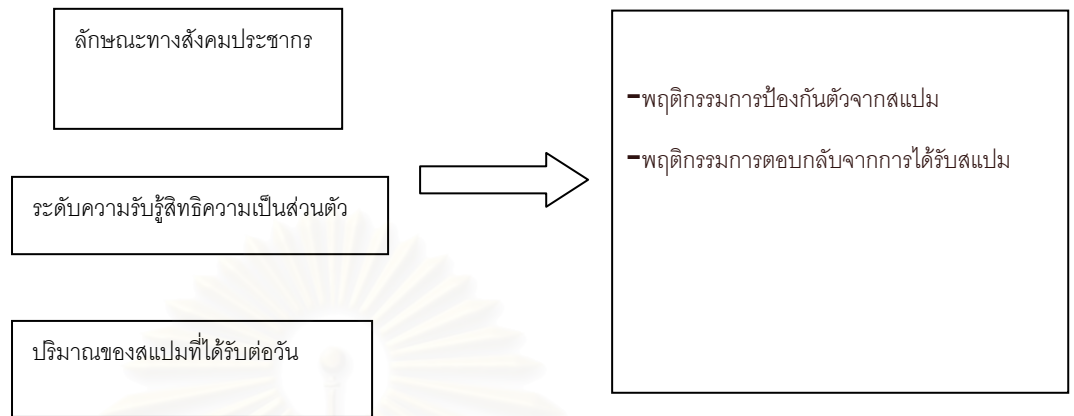 ลักษณะทางสังคมประชากร
ระดับความรับรู้สิทธิความเป็นส่วนตัว
ปริมาณของสแปมที่ได้รับต่อวัน
-พฤติกรรมการป้องกันตัวจากสแปม
-พฤติกรรมการตอบกลับจากการได้รับสแปม